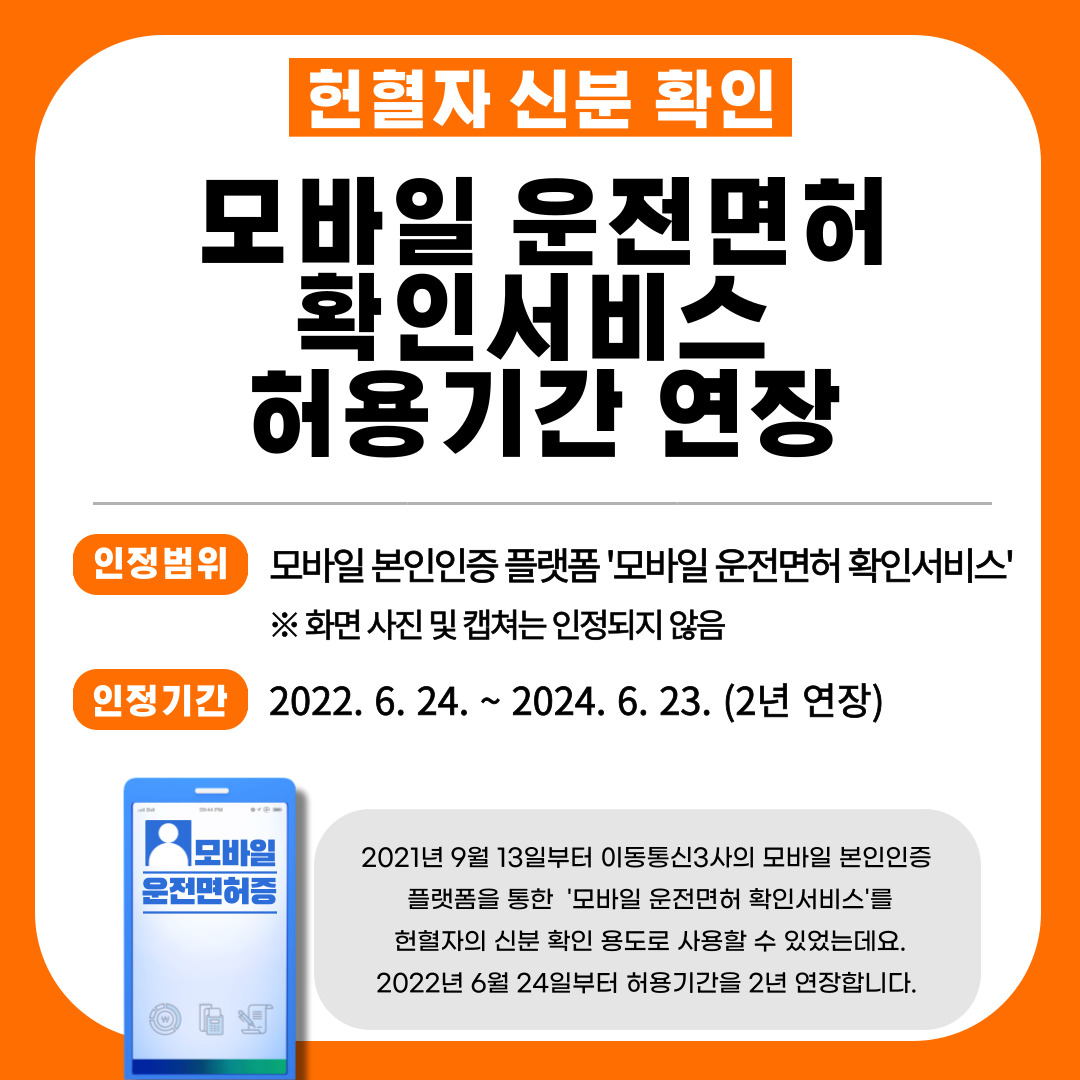 헌혈자 신분 확인
모바일 운전면허
확인서비스
허용기간 연장
인정범위 모바일 본인인증 플랫폼 '모바일 운전면허 확인서비스'
※ 화면 사진 및 캡쳐는 인정되지 않음
인정기간 2022. 6. 24. ~ 2024. 6. 23. (2년 연장)
모바일
운전면허증
2021년 9월 13일부터 이동통신3사의 모바일 본인인증
플랫폼을 통한 '모바일 운전면허 확인서비스'를
헌혈자의 신분 확인 용도로 사용할 수 있었는데요.
2022년 6월 24일부터 허용기간을 2년 연장합니다.